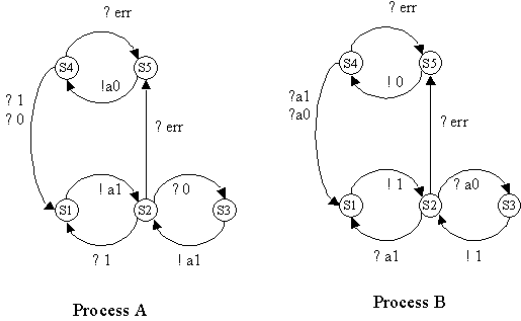 ? err
S4
S5
!a0
? 1
? 0
? err
! a1
? 0
S1
S2
S3
? 1
! a1
Process A
? err
S4
S5
! 0
?a1
?a0
? err
! 1
? a0
S1
S2
S3
? a1
! 1
Process B